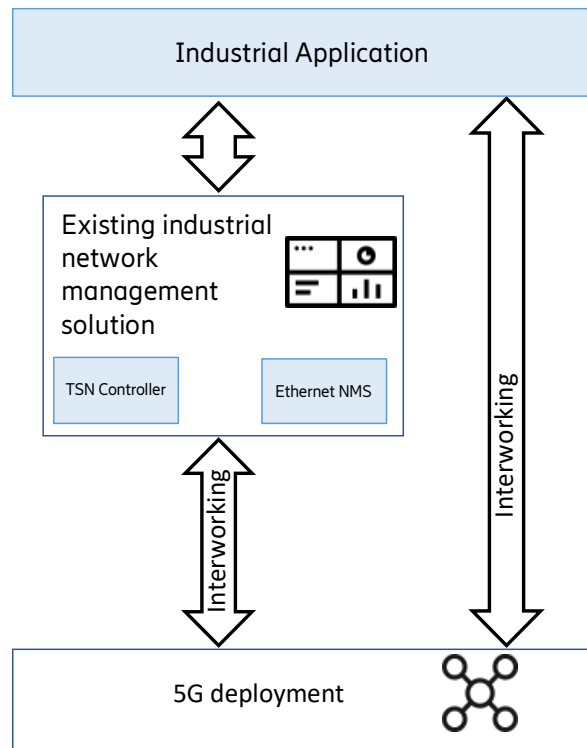 Industrial Application
Existing industrial
network
management
solution
TSN Controller
Ethernet NMS
Interworking
Interworking
5G deployment